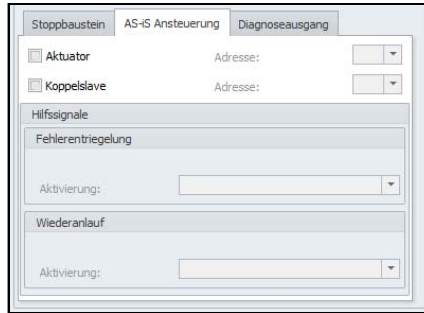 Stoppbaustein AS-iS Ansteuerung Diagnoseausgang
Aktuator Adresse:
Koppelslave Adresse:
Hilfssignale
Fehlerentriegelung
Aktivierung:
Wiederanlauf
Aktivierung: